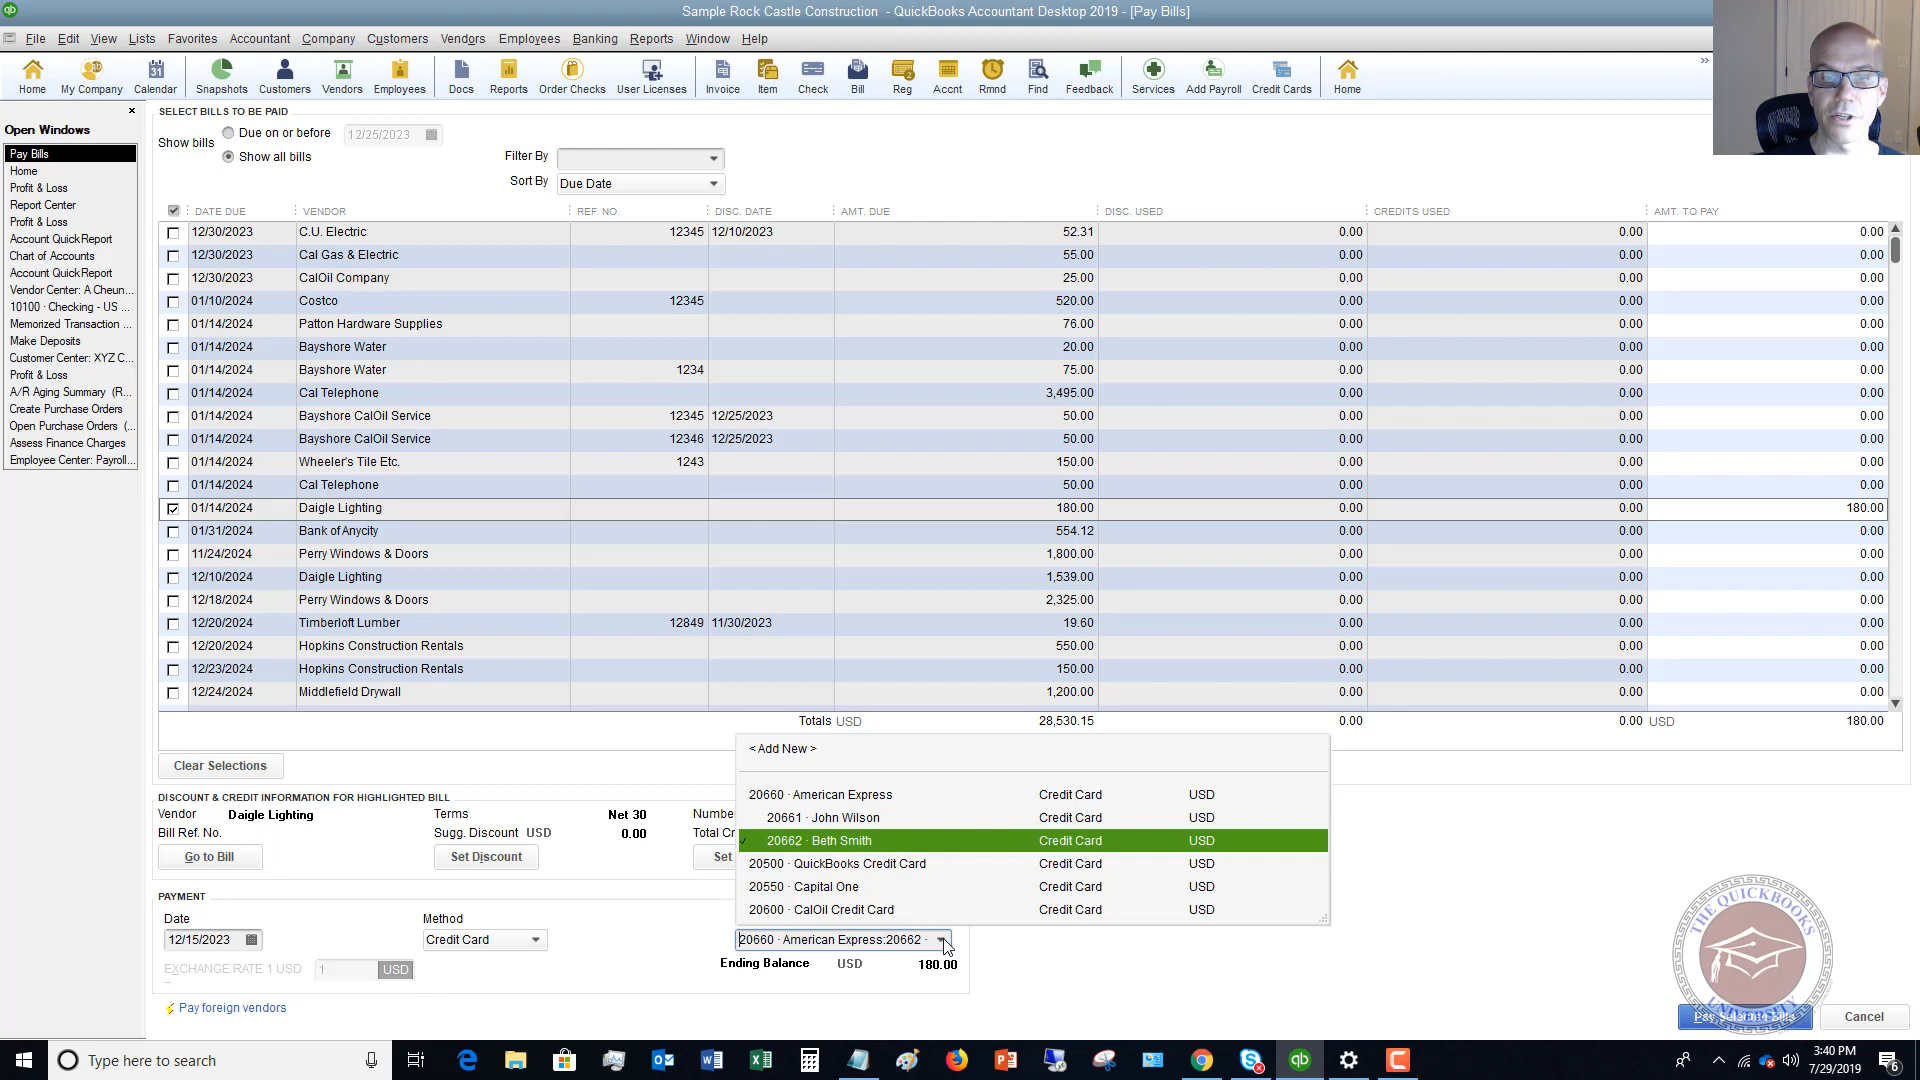 Sample Rock Castle Construction - QuickBooks Accountant Desktop 2019 - [Pay Bills]
File Edit View Lists Favorites Accountant Company Customers Vendors Employees Banking Reports Window Help
Home My Company Calendar Snapshots Customers Vendors Employees Docs Reports Order Checks User Licenses Invoice Item Check Bill Reg Accnt Rmnd Find Feedback Services Add Payroll Credit Cards Home
Open Windows
Pay Bills
Home
Profit & Loss
Report Center
Profit & Loss
Account QuickReport
Chart of Accounts
Account QuickReport
Vendor Center: A Cheun...
10100 · Checking - US ...
Memorized Transaction ...
Make Deposits
Customer Center: XYZ C...
Profit & Loss
A/R Aging Summary (R...
Create Purchase Orders
Open Purchase Orders (...
Assess Finance Charges
Employee Center: Payroll...
SELECT BILLS TO BE PAID
Show bills
Due on or before 12/25/2023
Show all bills
Filter By
Sort By Due Date
DATE DUE VENDOR REF. NO. DISC. DATE AMT. DUE DISC. USED CREDITS USED AMT. TO PAY
12/30/2023 C.U. Electric 12345 12/10/2023 52.31 0.00 0.00 0.00
12/30/2023 Cal Gas & Electric 55.00 0.00 0.00 0.00
12/30/2023 CalOil Company 25.00 0.00 0.00 0.00
01/10/2024 Costco 12345 520.00 0.00 0.00 0.00
01/14/2024 Patton Hardware Supplies 76.00 0.00 0.00 0.00
01/14/2024 Bayshore Water 20.00 0.00 0.00 0.00
01/14/2024 Bayshore Water 1234 75.00 0.00 0.00 0.00
01/14/2024 Cal Telephone 3,495.00 0.00 0.00 0.00
01/14/2024 Bayshore CalOil Service 12345 12/25/2023 50.00 0.00 0.00 0.00
01/14/2024 Bayshore CalOil Service 12346 12/25/2023 50.00 0.00 0.00 0.00
01/14/2024 Wheeler's Tile Etc. 1243 150.00 0.00 0.00 0.00
01/14/2024 Cal Telephone 50.00 0.00 0.00 0.00
01/14/2024 Daigle Lighting 180.00 0.00 0.00 180.00
01/31/2024 Bank of Anycity 554.12 0.00 0.00 0.00
11/24/2024 Perry Windows & Doors 1,800.00 0.00 0.00 0.00
12/10/2024 Daigle Lighting 1,539.00 0.00 0.00 0.00
12/18/2024 Perry Windows & Doors 2,325.00 0.00 0.00 0.00
12/20/2024 Timberloft Lumber 12849 11/30/2023 19.60 0.00 0.00 0.00
12/20/2024 Hopkins Construction Rentals 550.00 0.00 0.00 0.00
12/23/2024 Hopkins Construction Rentals 150.00 0.00 0.00 0.00
12/24/2024 Middlefield Drywall 1,200.00 0.00 0.00 0.00
Totals USD 28,530.15 0.00 0.00 USD 180.00
Clear Selections
DISCOUNT & CREDIT INFORMATION FOR HIGHLIGHTED BILL
Vendor Daigle Lighting Terms Net 30
Bill Ref. No. Sugg. Discount USD 0.00 Total Cr
Go to Bill Set Discount Set
< Add New >
20660 · American Express Credit Card USD
20661 · John Wilson Credit Card USD
20662 · Beth Smith Credit Card USD
20500 · QuickBooks Credit Card Credit Card USD
20550 · Capital One Credit Card USD
20600 · CalOil Credit Card Credit Card USD
PAYMENT
Date Method
12/15/2023 Credit Card 20660 · American Express:20662 ·
EXCHANGE RATE 1 USD 1 USD
Ending Balance USD 180.00
Pay foreign vendors
THE QUICKBOOKS UNIVERSITY
Pay Selected Bills Cancel
Type here to search
3:40 PM
7/29/2019
6